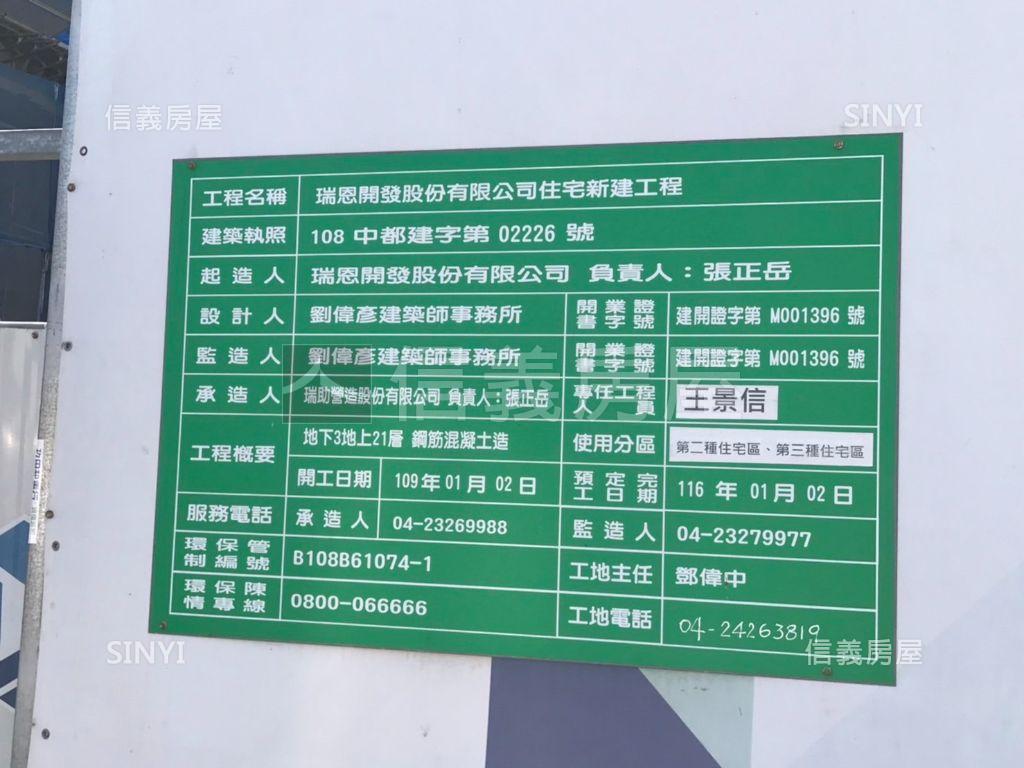 信義房屋 SINYI
工程名稱 瑞恩開發股份有限公司住宅新建工程
建築執照 108 中都建字第 02226 號
起造人 瑞恩開發股份有限公司 負責人：張正岳
設計人 劉偉彥建築師事務所 開業證書字號 建開證字第 M001396 號
監造人 劉偉彥建築師事務所 開業證書字號 建開證字第 M001396 號
承造人 瑞助營造股份有限公司 負責人：張正岳 專任工程人員 王景信
信義房屋
工程概要 地下3地上21層 鋼筋混凝土造 使用分區 第二種住宅區、第三種住宅區
開工日期 109年01月02日 預定完工日期 116年01月02日
服務電話 承造人 04-23269988 監造人 04-23279977
環保管制編號 B108B61074-1 工地主任 鄧偉中
環保陳情專線 0800-066666 工地電話 04-24263819
SINYI 信義房屋